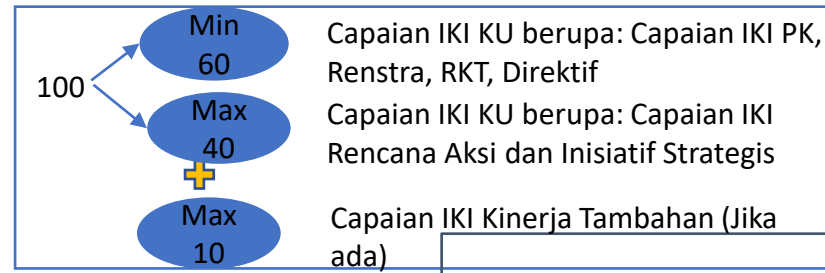 100
Min
60
Capaian IKI KU berupa: Capaian IKI PK,
Renstra, RKT, Direktif
Max
40
Capaian IKI KU berupa: Capaian IKI
Rencana Aksi dan Inisiatif Strategis
Max
10
Capaian IKI Kinerja Tambahan (Jika
ada)